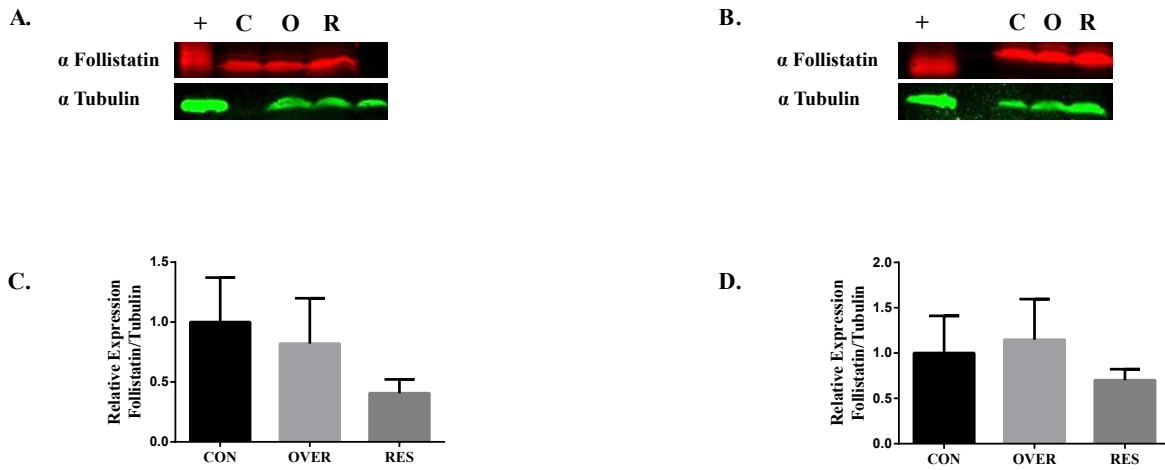 A.
+ C O R
α Follistatin
α Tubulin
B.
+ C O R
α Follistatin
α Tubulin
C.
Relative Expression
Follistatin/Tubulin
1.5
1.0
0.5
0.0
CON OVER RES
D.
Relative Expression
Follistatin/Tubulin
2.0
1.5
1.0
0.5
0.0
CON OVER RES